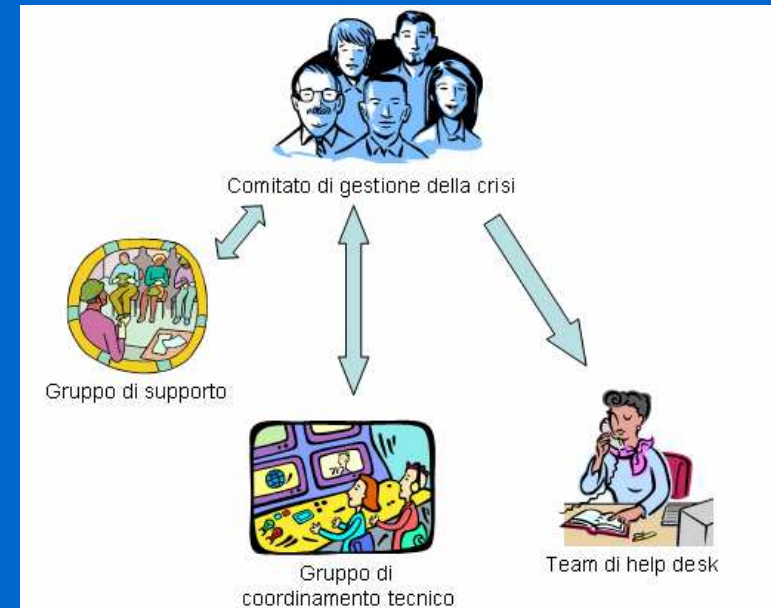 Comitato di gestione della crisi
Gruppo di supporto
Gruppo di
coordinamento tecnico
Team di help desk